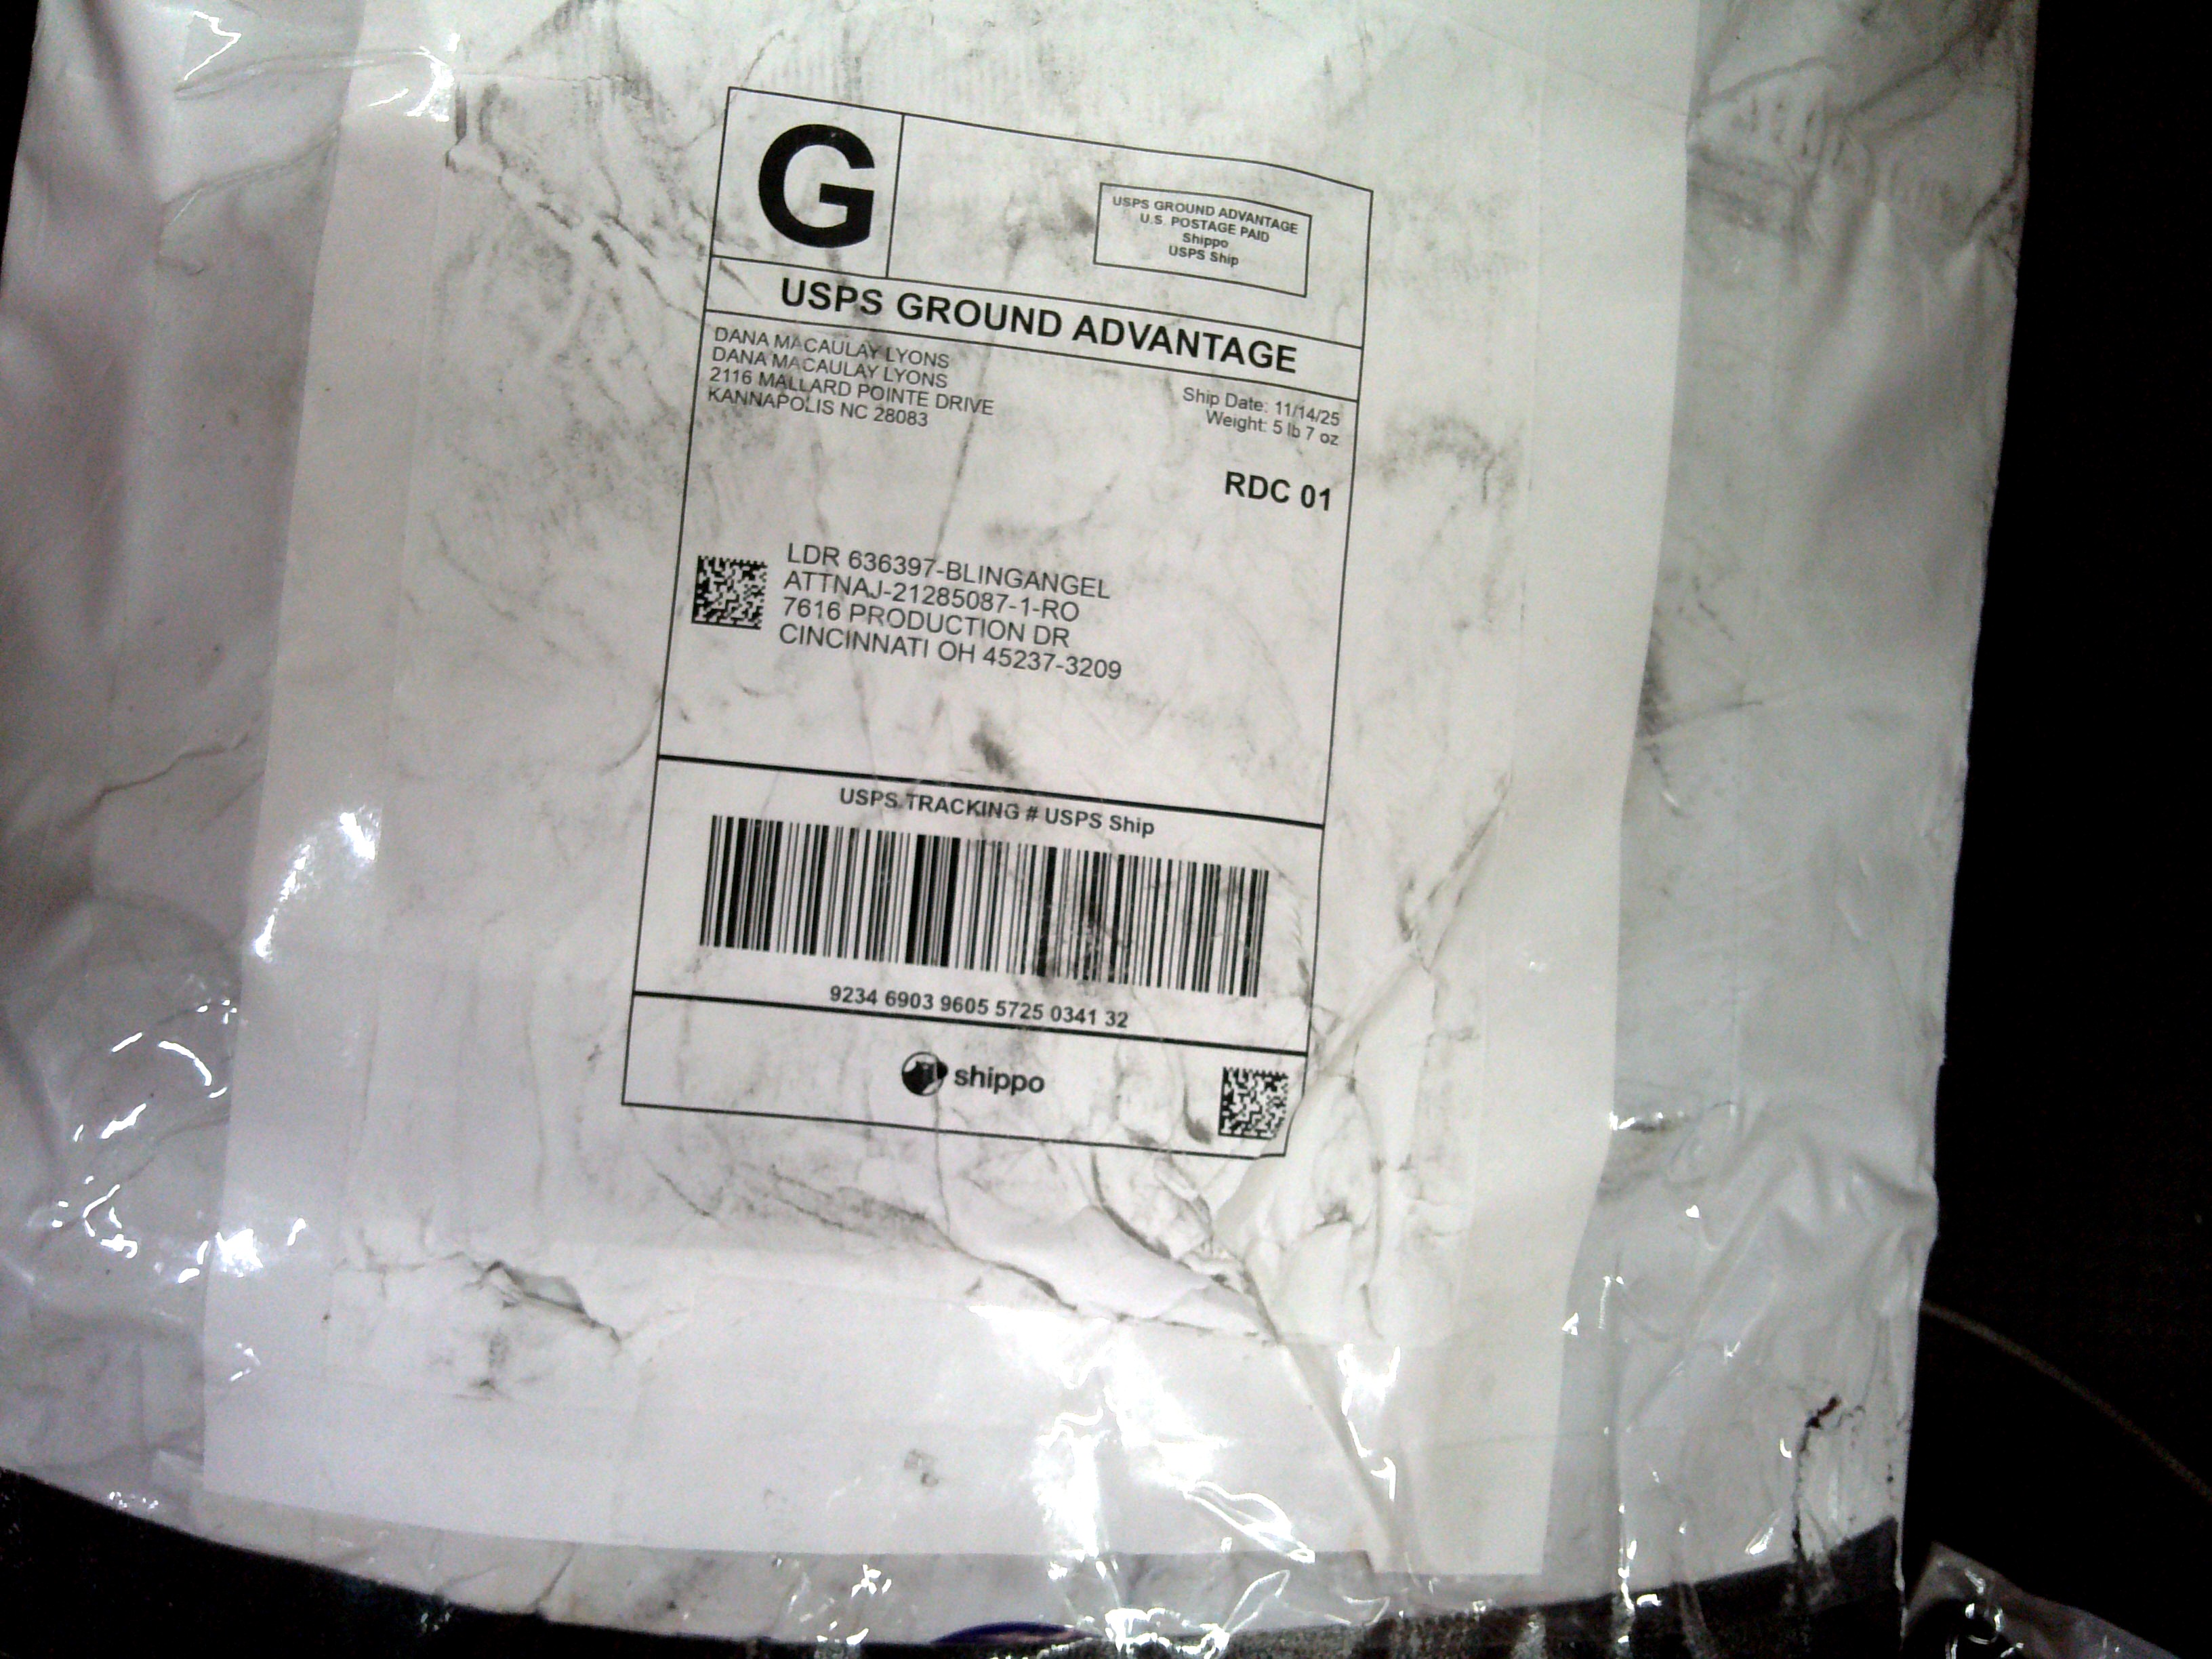 G
USPS GROUND ADVANTAGE
U.S. POSTAGE PAID
Shippo
USPS Ship
USPS GROUND ADVANTAGE
DANA MACAULAY LYONS
DANA MACAULAY LYONS
2116 MALLARD POINTE DRIVE
KANNAPOLIS NC 28083
Ship Date: 11/14/25
Weight: 5 lb 7 oz
RDC 01
LDR 636397-BLINGANGEL
ATTNAJ-21285087-1-RO
7616 PRODUCTION DR
CINCINNATI OH 45237-3209
USPS TRACKING # USPS Ship
9234 6903 9605 5725 0341 32
shippo